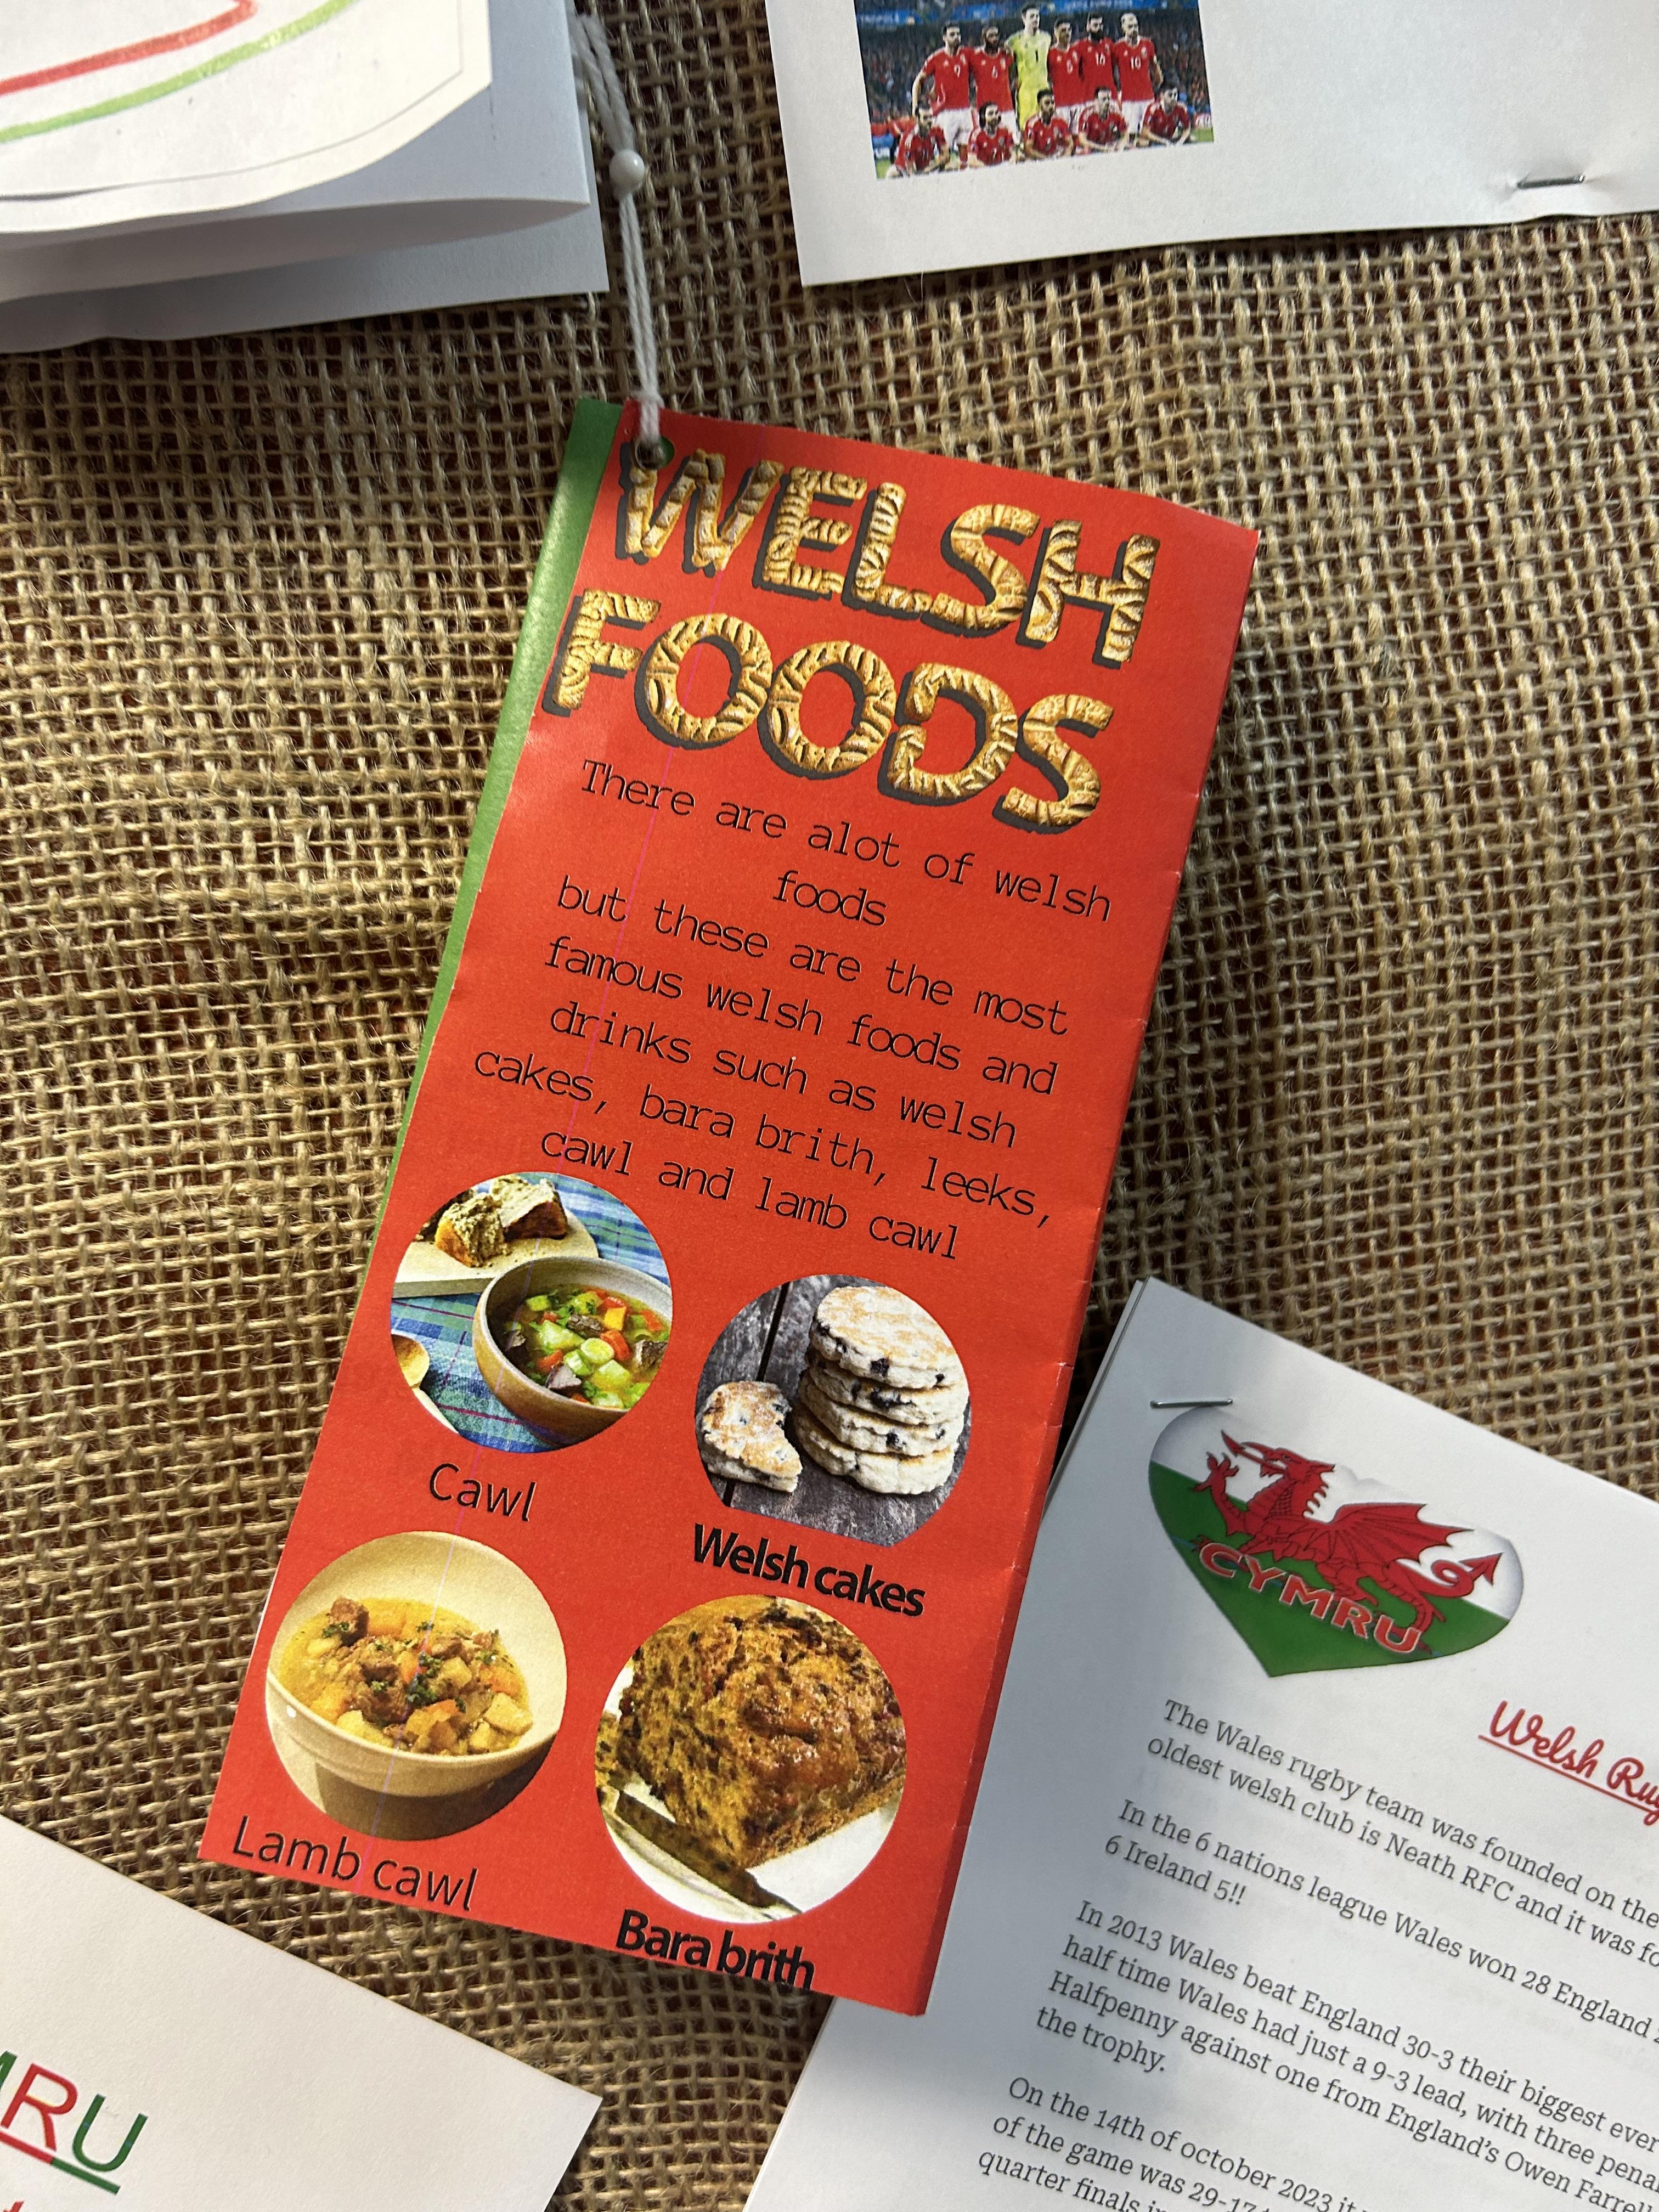 WELSH
FOODS
There are alot of welsh
foods
but these are the most
famous welsh foods and
drinks such as welsh
cakes, bara brith, leeks,
cawl and lamb cawl
Cawl
Welsh cakes
Lamb cawl
Bara brith
CYMRU
Welsh
The Wales rugby team was founded on the
oldest welsh club is Neath RFC and it was
In the 6 nations league Wales won 28 England
6 Ireland 5!!
In 2013 Wales beat England 30-3 their biggest ever
half time Wales had just a 9-3 lead, with three
Halfpenny against one from England's Owen
the trophy.
On the 14th of october 2023 it
of the game was 29-17
quarter finals
RU